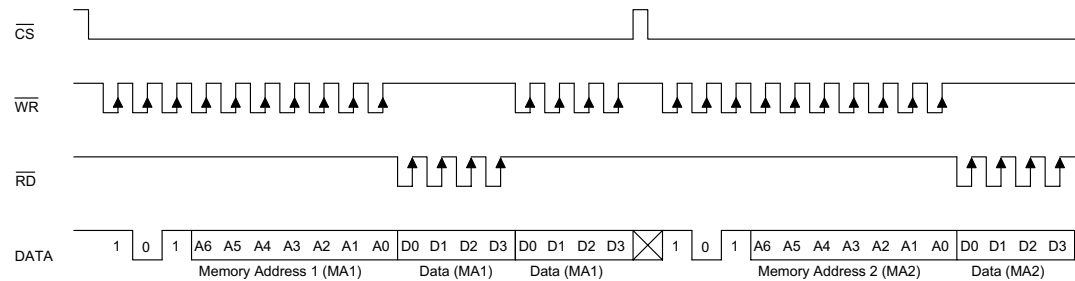 CS
WR
RD
DATA 1 0 1 A6 A5 A4 A3 A2 A1 A0 D0 D1 D2 D3 D0 D1 D2 D3 1 0 1 A6 A5 A4 A3 A2 A1 A0 D0 D1 D2 D3
Memory Address 1 (MA1) Data (MA1) Data (MA1) Memory Address 2 (MA2) Data (MA2)